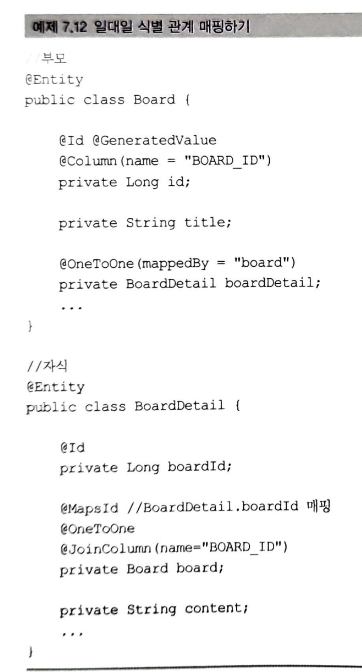 예제 7.12 일대일 식별 관계 매핑하기
//부모
@Entity
public class Board {
@Id @GeneratedValue
@Column(name = "BOARD_ID")
private Long id;
private String title;
@OneToOne(mappedBy = "board")
private BoardDetail boardDetail;
...
}
//자식
@Entity
public class BoardDetail {
@Id
private Long boardId;
@MapsId //BoardDetail.boardId 매핑
@OneToOne
@JoinColumn(name="BOARD_ID")
private Board board;
private String content;
...
}